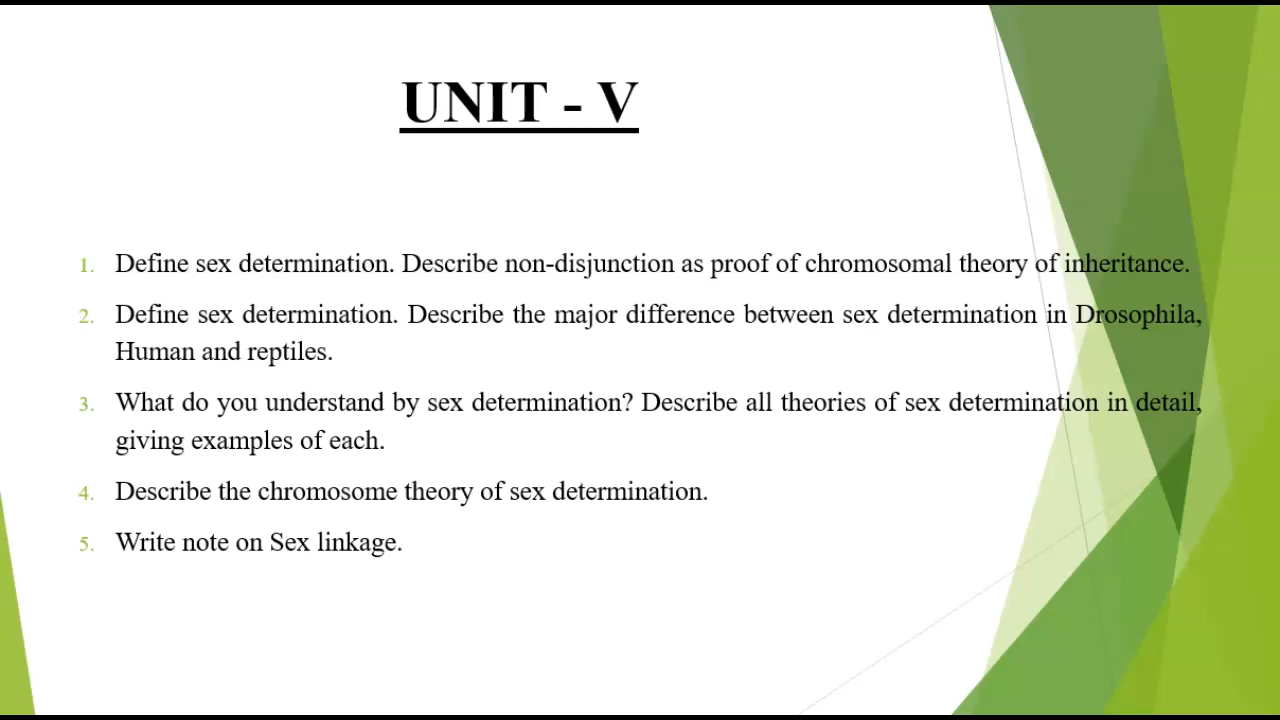 UNIT - V
1. Define sex determination. Describe non-disjunction as proof of chromosomal theory of inheritance.
2. Define sex determination. Describe the major difference between sex determination in Drosophila,
Human and reptiles.
3. What do you understand by sex determination? Describe all theories of sex determination in detail,
giving examples of each.
4. Describe the chromosome theory of sex determination.
5. Write note on Sex linkage.